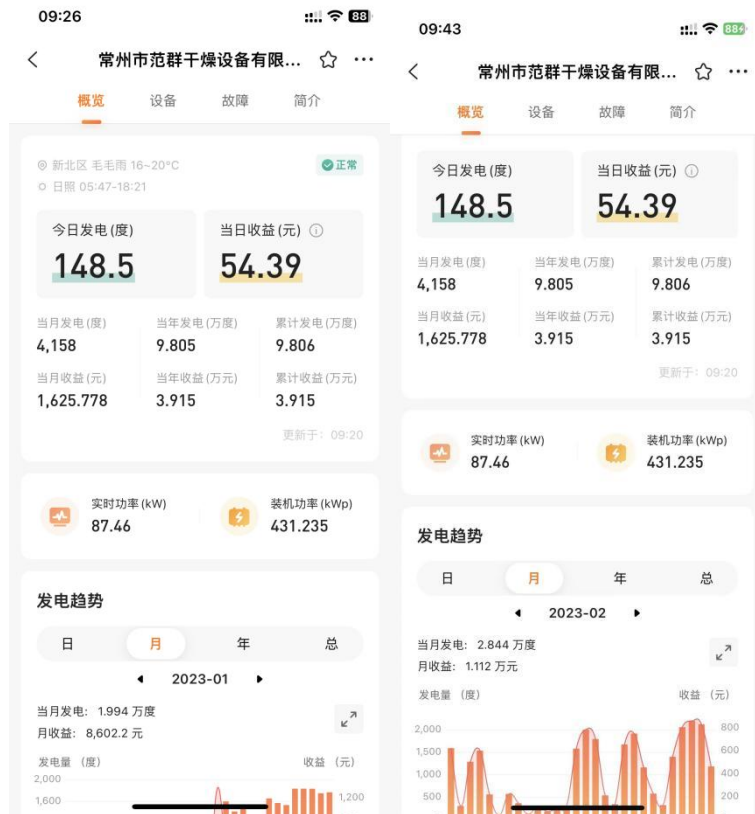 09:26
88
常州市范群干燥设备有限...
概览 设备 故障 简介
新北区 毛毛雨 16~20°C
正常
日照 05:47-18:21
今日发电(度) 当日收益(元)
148.5 54.39
当月发电(度) 当年发电(万度) 累计发电(万度)
4,158 9.805 9.806
当月收益(元) 当年收益(万元) 累计收益(万元)
1,625.778 3.915 3.915
更新于: 09:20
实时功率(kW) 装机功率(kWp)
87.46 431.235
发电趋势
日 月 年 总
2023-01
当月发电: 1.994 万度
月收益: 8,602.2 元
发电量 (度) 收益 (元)
2,000
1,600 1,200
09:43
88
常州市范群干燥设备有限...
概览 设备 故障 简介
今日发电(度) 当日收益(元)
148.5 54.39
当月发电(度) 当年发电(万度) 累计发电(万度)
4,158 9.805 9.806
当月收益(元) 当年收益(万元) 累计收益(万元)
1,625.778 3.915 3.915
更新于: 09:20
实时功率(kW) 装机功率(kWp)
87.46 431.235
发电趋势
日 月 年 总
2023-02
当月发电: 2.844 万度
月收益: 1.112 万元
发电量 (度) 收益 (元)
2,000 800
1,500 600
1,000 400
500 200